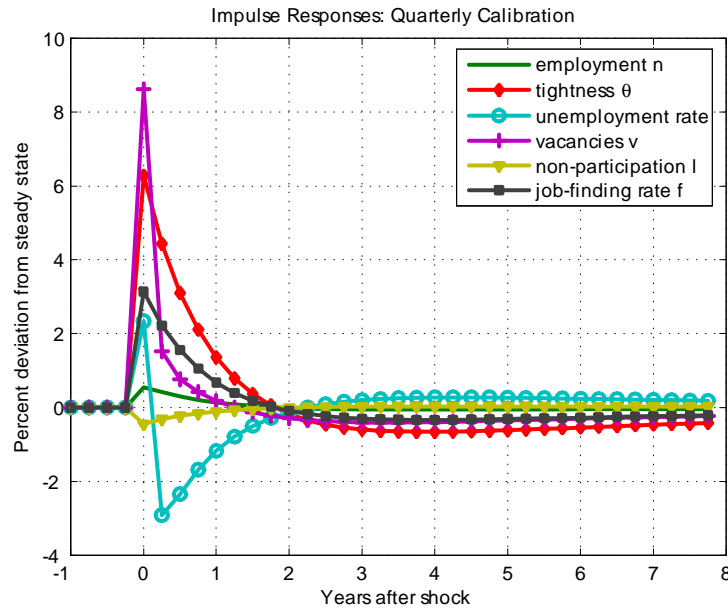 Impulse Responses: Quarterly Calibration
10
8
6
4
2
0
-2
-4
Percent deviation from steady state
employment n
tightness θ
unemployment rate
vacancies v
non-participation l
job-finding rate f
-1 0 1 2 3 4 5 6 7 8
Years after shock